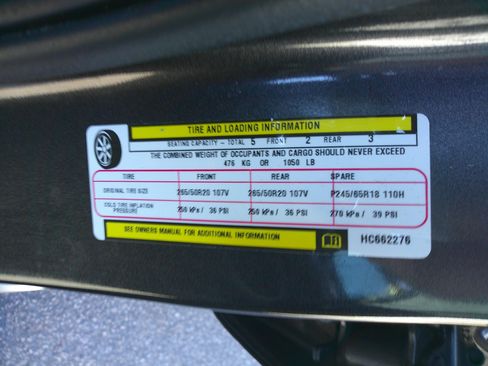 TIRE AND LOADING INFORMATION
SEATING CAPACITY - TOTAL 5 FRONT 2 REAR 3
THE COMBINED WEIGHT OF OCCUPANTS AND CARGO SHOULD NEVER EXCEED
476 KG OR 1050 LB
TIRE FRONT REAR SPARE
ORIGINAL TIRE SIZE 265/50R20 107V 265/50R20 107V P245/65R18 110H
COLD TIRE INFLATION PRESSURE 250 kPa / 36 PSI 250 kPa / 36 PSI 270 kPa / 39 PSI
SEE OWNERS MANUAL FOR ADDITIONAL INFORMATION HC662276